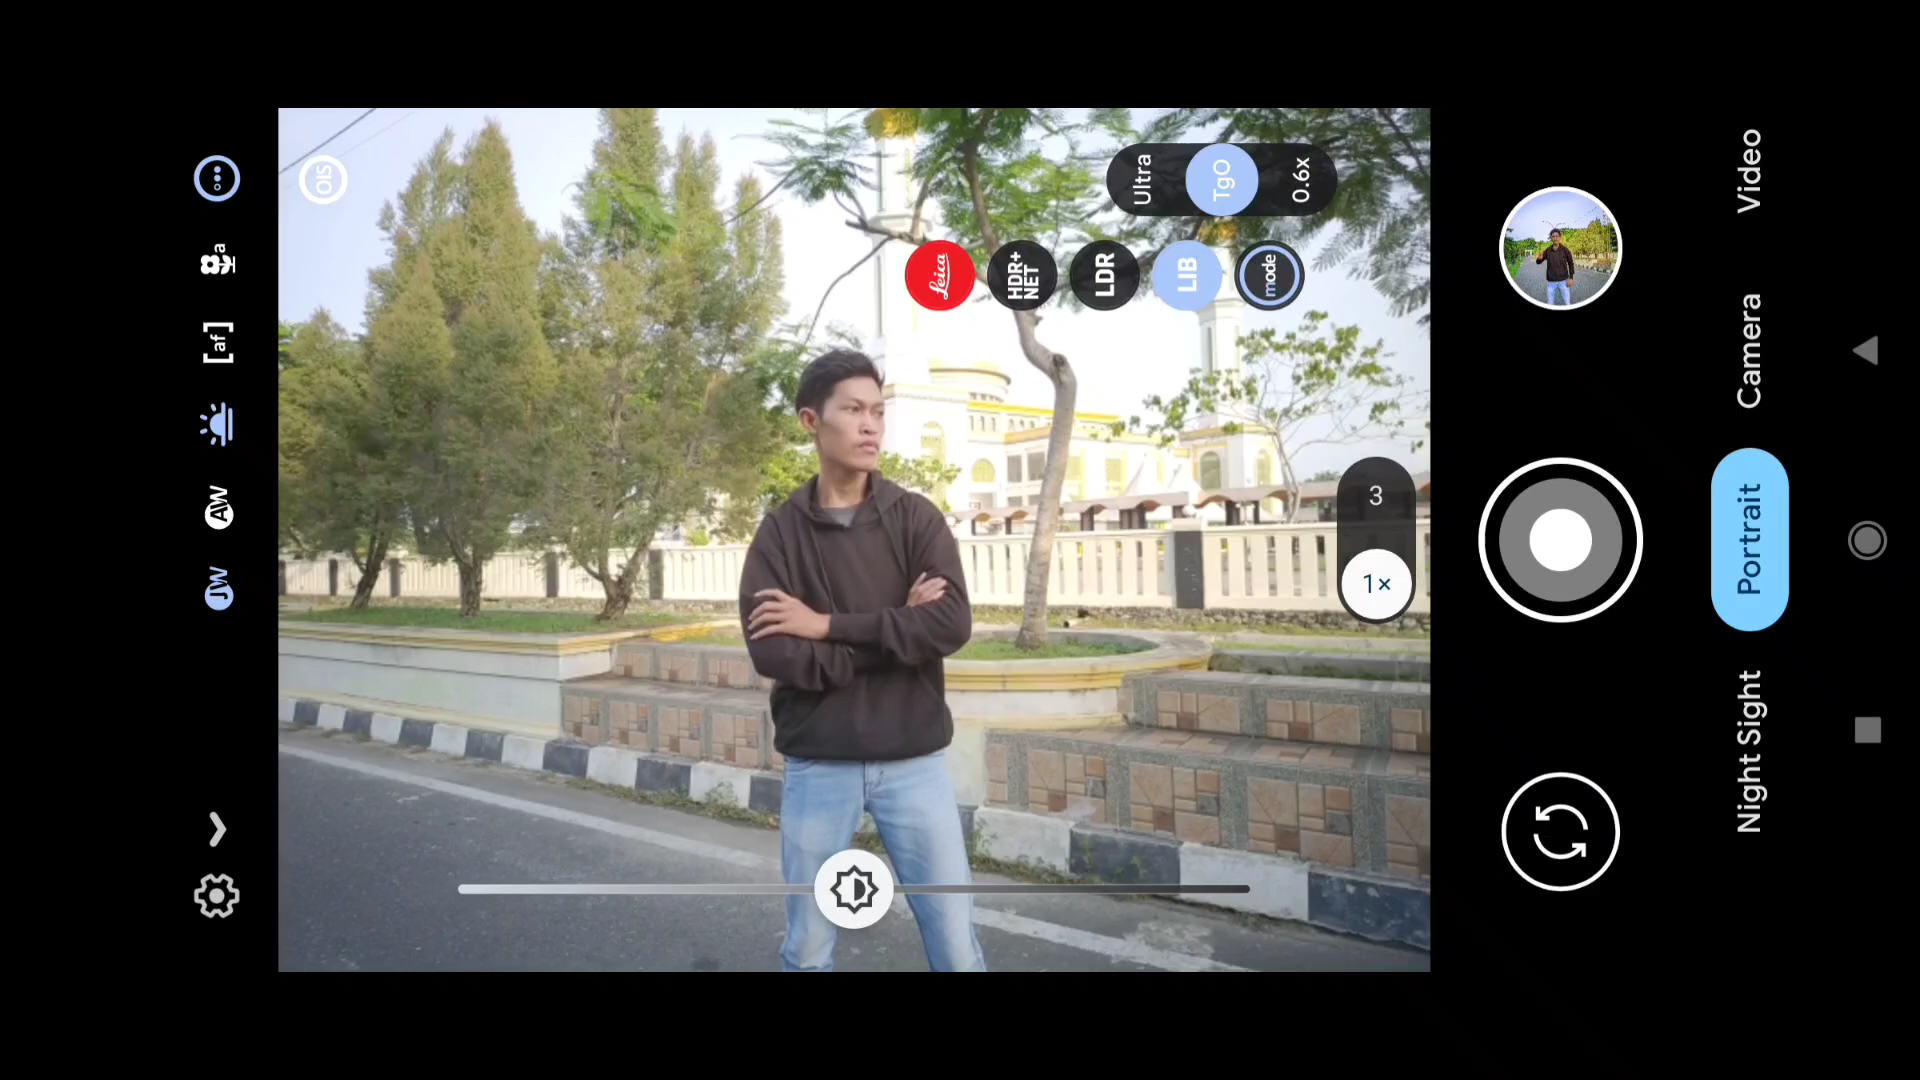 OIS
a
[af]
AW
JW
Ultra
TgO
0.6x
Leica
HDR+
NET
LDR
LIB
mode
3
1×
Video
Camera
Portrait
Night Sight